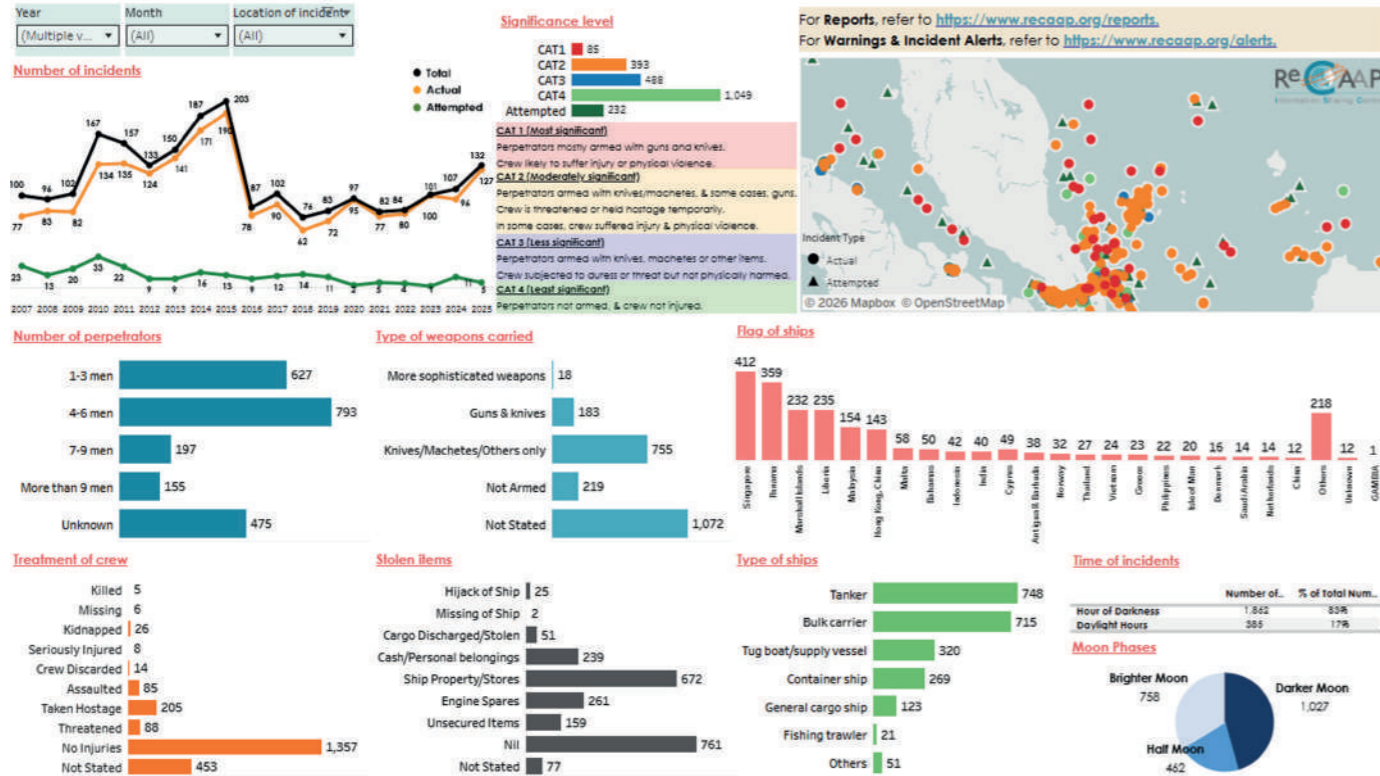 Year
Month
Location of incident
(Multiple v...
(All)
(All)
Number of incidents
Total
Actual
Attempted
100
96
102
167
157
133
150
187
203
87
102
76
83
97
82
84
101
107
132
77
83
82
134
135
124
141
171
190
78
90
62
72
95
77
80
100
96
127
23
13
20
33
22
9
9
16
13
9
12
14
11
2
5
4
1
11
5
2007 2008 2009 2010 2011 2012 2013 2014 2015 2016 2017 2018 2019 2020 2021 2022 2023 2024 2025
Significance level
CAT1 85
CAT2 393
CAT3 488
CAT4 1,049
Attempted 232
CAT 1 (Most significant)
Perpetrators mostly armed with guns and knives.
Crew likely to suffer injury or physical violence.
CAT 2 (Moderately significant)
Perpetrators armed with knives/machetes, & some cases, guns.
Crew is threatened or held hostage temporarily.
In some cases, crew suffered injury & physical violence.
CAT 3 (Less significant)
Perpetrators armed with knives, machetes or other items.
Crew subjected to duress or threat but not physically harmed.
CAT 4 (Least significant)
Perpetrators not armed, & crew not injured.
For Reports, refer to https://www.recaap.org/reports.
For Warnings & Incident Alerts, refer to https://www.recaap.org/alerts.
ReCAAP
Information Sharing
Incident Type
Actual
Attempted
© 2026 Mapbox © OpenStreetMap
Number of perpetrators
1-3 men 627
4-6 men 793
7-9 men 197
More than 9 men 155
Unknown 475
Type of weapons carried
More sophisticated weapons 18
Guns & knives 183
Knives/Machetes/Others only 755
Not Armed 219
Not Stated 1,072
Flag of ships
412 359 232 235 154 143 58 50 42 40 49 38 32 27 24 23 22 20 16 14 14 12 218 12 1
Singapore
Panama
Marshall Islands
Liberia
Malaysia
Hong Kong, China
Malta
Bahamas
Indonesia
India
Cyprus
Antigua & Barbuda
Norway
Thailand
Vietnam
Greece
Philippines
Isle of Man
Denmark
Saudi Arabia
Netherlands
China
Others
Unknown
GAMBIA
Treatment of crew
Killed 5
Missing 6
Kidnapped 26
Seriously Injured 8
Crew Discarded 14
Assaulted 85
Taken Hostage 205
Threatened 88
No Injuries 1,357
Not Stated 453
Stolen items
Hijack of Ship 25
Missing of Ship 2
Cargo Discharged/Stolen 51
Cash/Personal belongings 239
Ship Property/Stores 672
Engine Spares 261
Unsecured Items 159
Nil 761
Not Stated 77
Type of ships
Tanker 748
Bulk carrier 715
Tug boat/supply vessel 320
Container ship 269
General cargo ship 123
Fishing trawler 21
Others 51
Time of incidents
Number of.. % of Total Num..
Hour of Darkness 1,862 83%
Daylight Hours 385 17%
Moon Phases
Brighter Moon
758
Darker Moon
1,027
Half Moon
462